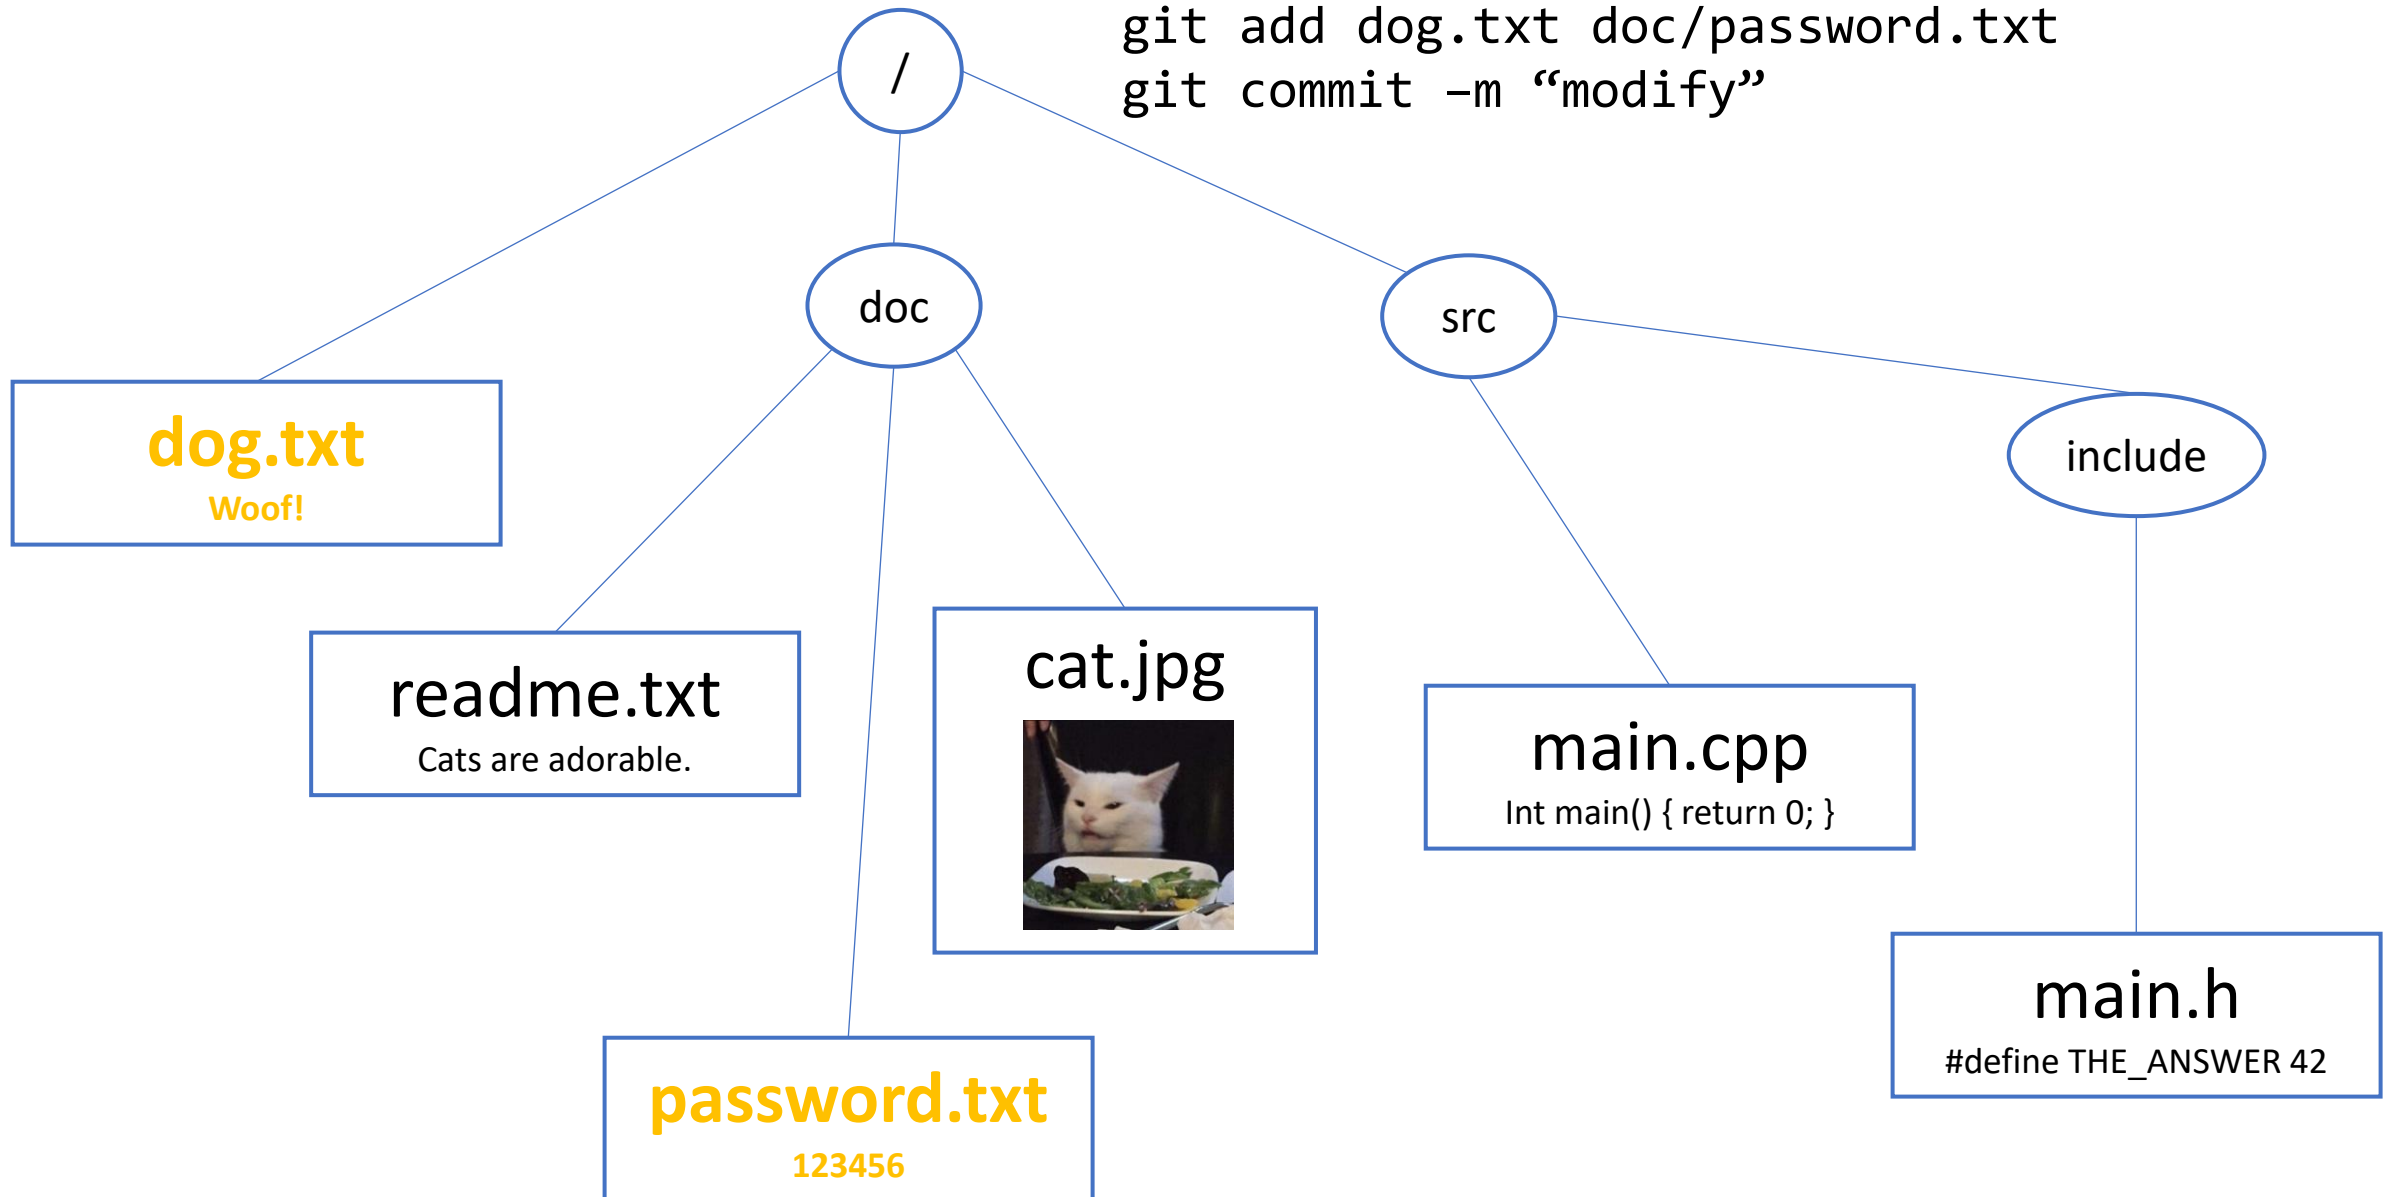 git add dog.txt doc/password.txt
git commit –m “modify”
/
doc
src
include
dog.txt
Woof!
readme.txt
Cats are adorable.
cat.jpg
main.cpp
Int main() { return 0; }
main.h
#define THE_ANSWER 42
password.txt
123456